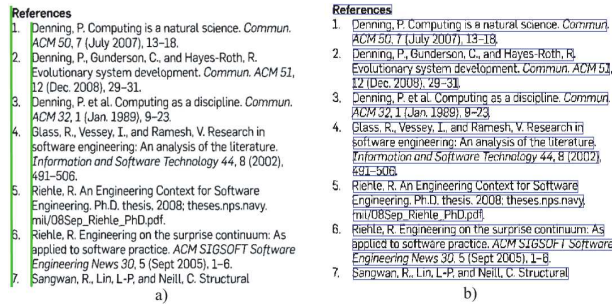 References
1. Denning, P. Computing is a natural science. Commun.
ACM 50, 7 (July 2007), 13–18.
2. Denning, P., Gunderson, C., and Hayes-Roth, R.
Evolutionary system development. Commun. ACM 51,
12 (Dec. 2008), 29–31.
3. Denning, P. et al. Computing as a discipline. Commun.
ACM 32, 1 (Jan. 1989), 9–23.
4. Glass, R., Vessey, I., and Ramesh, V. Research in
software engineering: An analysis of the literature.
Information and Software Technology 44, 8 (2002),
491–506.
5. Riehle, R. An Engineering Context for Software
Engineering. Ph.D. thesis, 2008; theses.nps.navy.
mil/08Sep_Riehle_PhD.pdf.
6. Riehle, R. Engineering on the surprise continuum: As
applied to software practice. ACM SIGSOFT Software
Engineering News 30, 5 (Sept 2005), 1–6.
7. Sangwan, R., Lin, L-P, and Neill, C. Structural
a)
References
1. Denning, P. Computing is a natural science. Commun.
ACM 50, 7 (July 2007), 13–18.
2. Denning, P., Gunderson, C., and Hayes-Roth, R.
Evolutionary system development. Commun. ACM 51,
12 (Dec. 2008), 29–31.
3. Denning, P. et al. Computing as a discipline. Commun.
ACM 32, 1 (Jan. 1989), 9–23.
4. Glass, R., Vessey, I., and Ramesh, V. Research in
software engineering: An analysis of the literature.
Information and Software Technology 44, 8 (2002),
491–506.
5. Riehle, R. An Engineering Context for Software
Engineering. Ph.D. thesis, 2008; theses.nps.navy.
mil/08Sep_Riehle_PhD.pdf.
6. Riehle, R. Engineering on the surprise continuum: As
applied to software practice. ACM SIGSOFT Software
Engineering News 30, 5 (Sept 2005), 1–6.
7. Sangwan, R., Lin, L-P, and Neill, C. Structural
b)